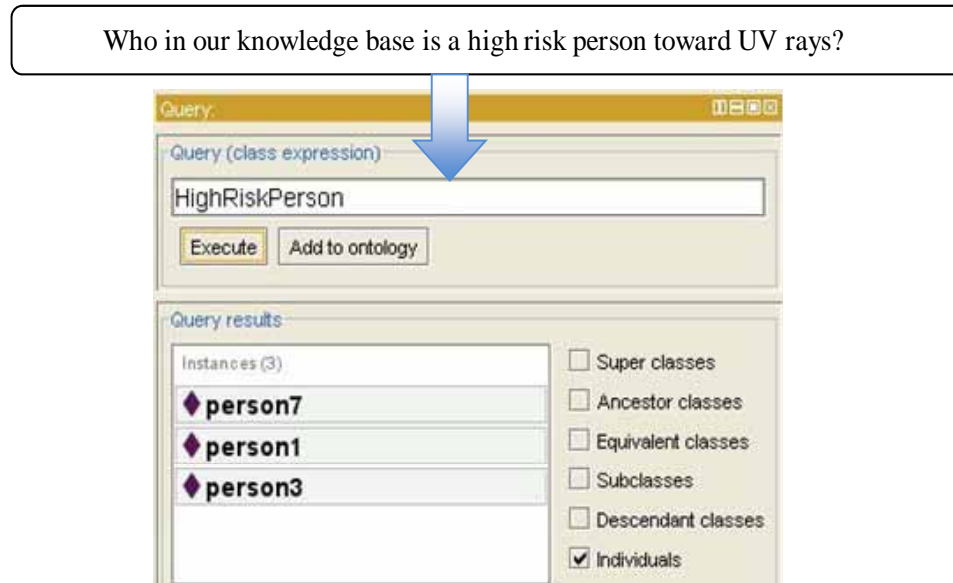 Who in our knowledge base is a high risk person toward UV rays?
Query:
Query (class expression)
HighRiskPerson
Execute
Add to ontology
Query results
Instances (3)
person7
person1
person3
Super classes
Ancestor classes
Equivalent classes
Subclasses
Descendant classes
Individuals